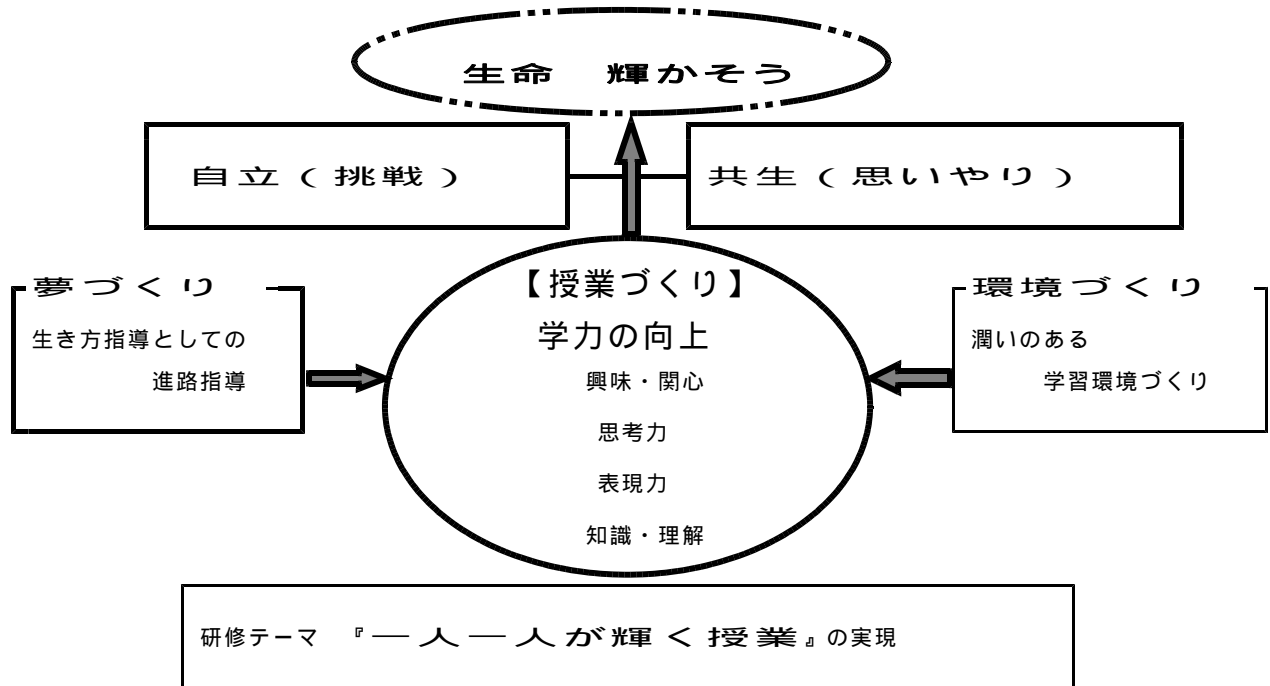 生命　輝かそう
自立（挑戦）
共生（思いやり）
夢づくり
生き方指導としての
進路指導
【授業づくり】
学力の向上
興味・関心
思考力
表現力
知識・理解
環境づくり
潤いのある
学習環境づくり
研修テーマ　『一人一人が輝く授業』の実現